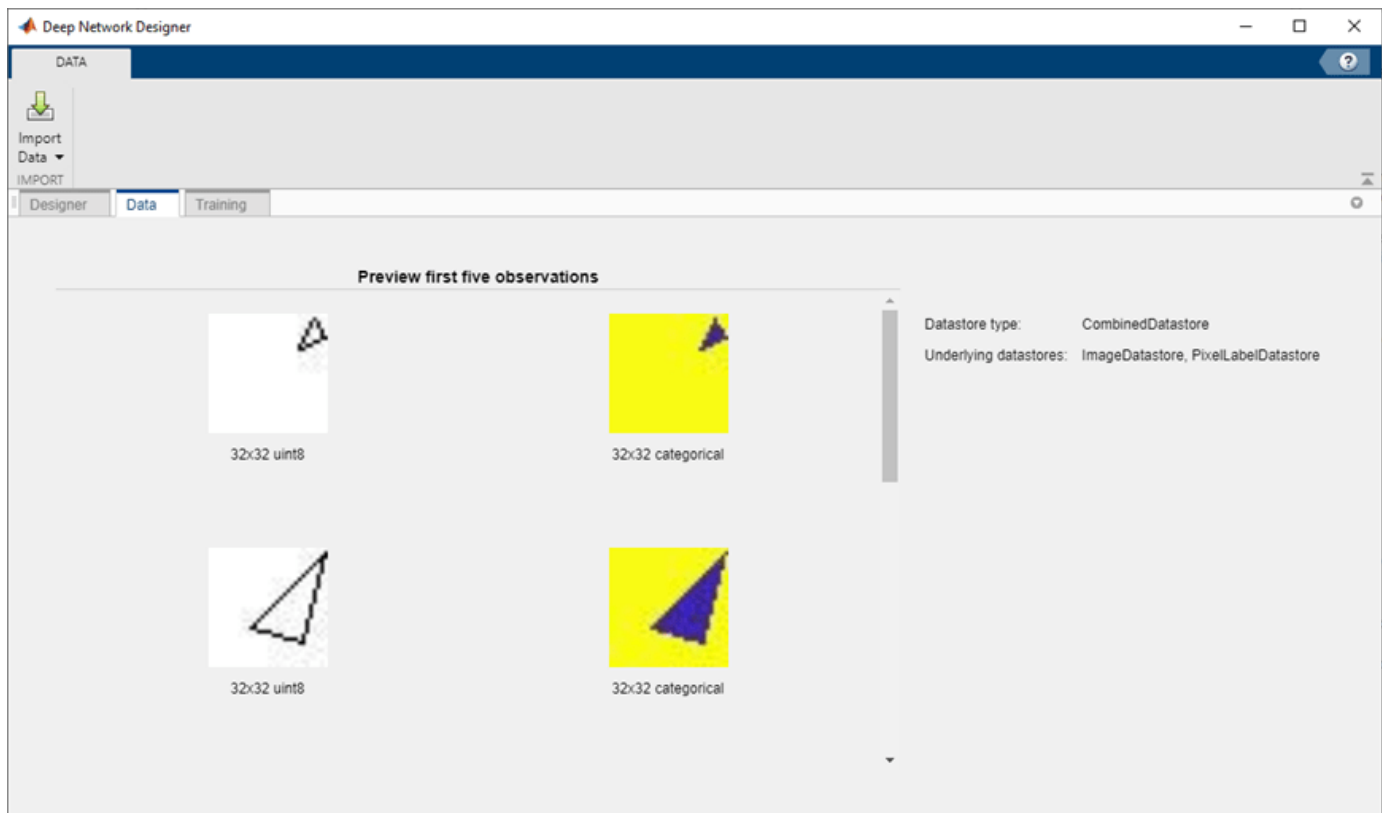 Deep Network Designer
DATA
?
Import
Data
IMPORT
Designer
Data
Training
Preview first five observations
32x32 uint8
32x32 categorical
Datastore type: CombinedDatastore
Underlying datastores: ImageDatastore, PixelLabelDatastore
32x32 uint8
32x32 categorical